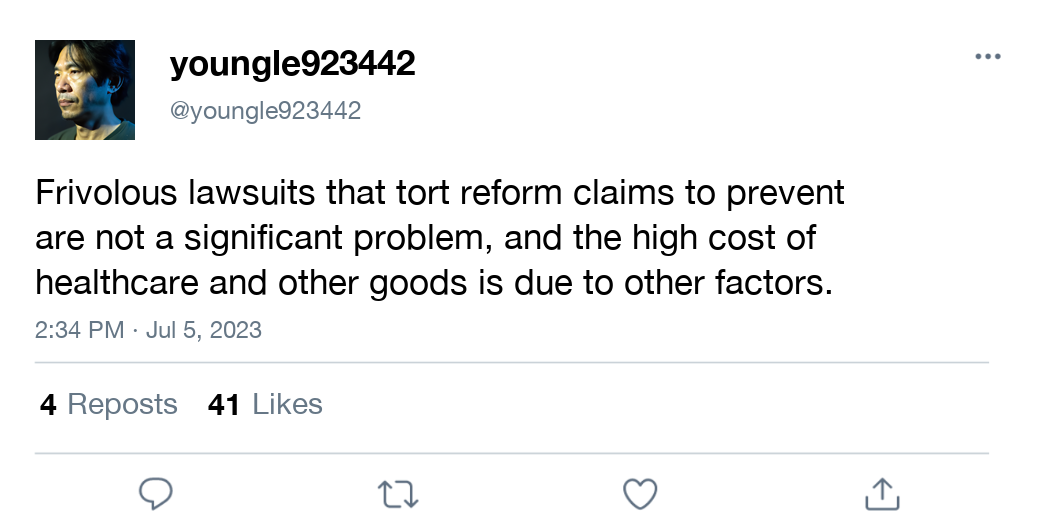 youngle923442
@youngle923442
Frivolous lawsuits that tort reform claims to prevent
are not a significant problem, and the high cost of
healthcare and other goods is due to other factors.
2:34 PM · Jul 5, 2023
4 Reposts 41 Likes